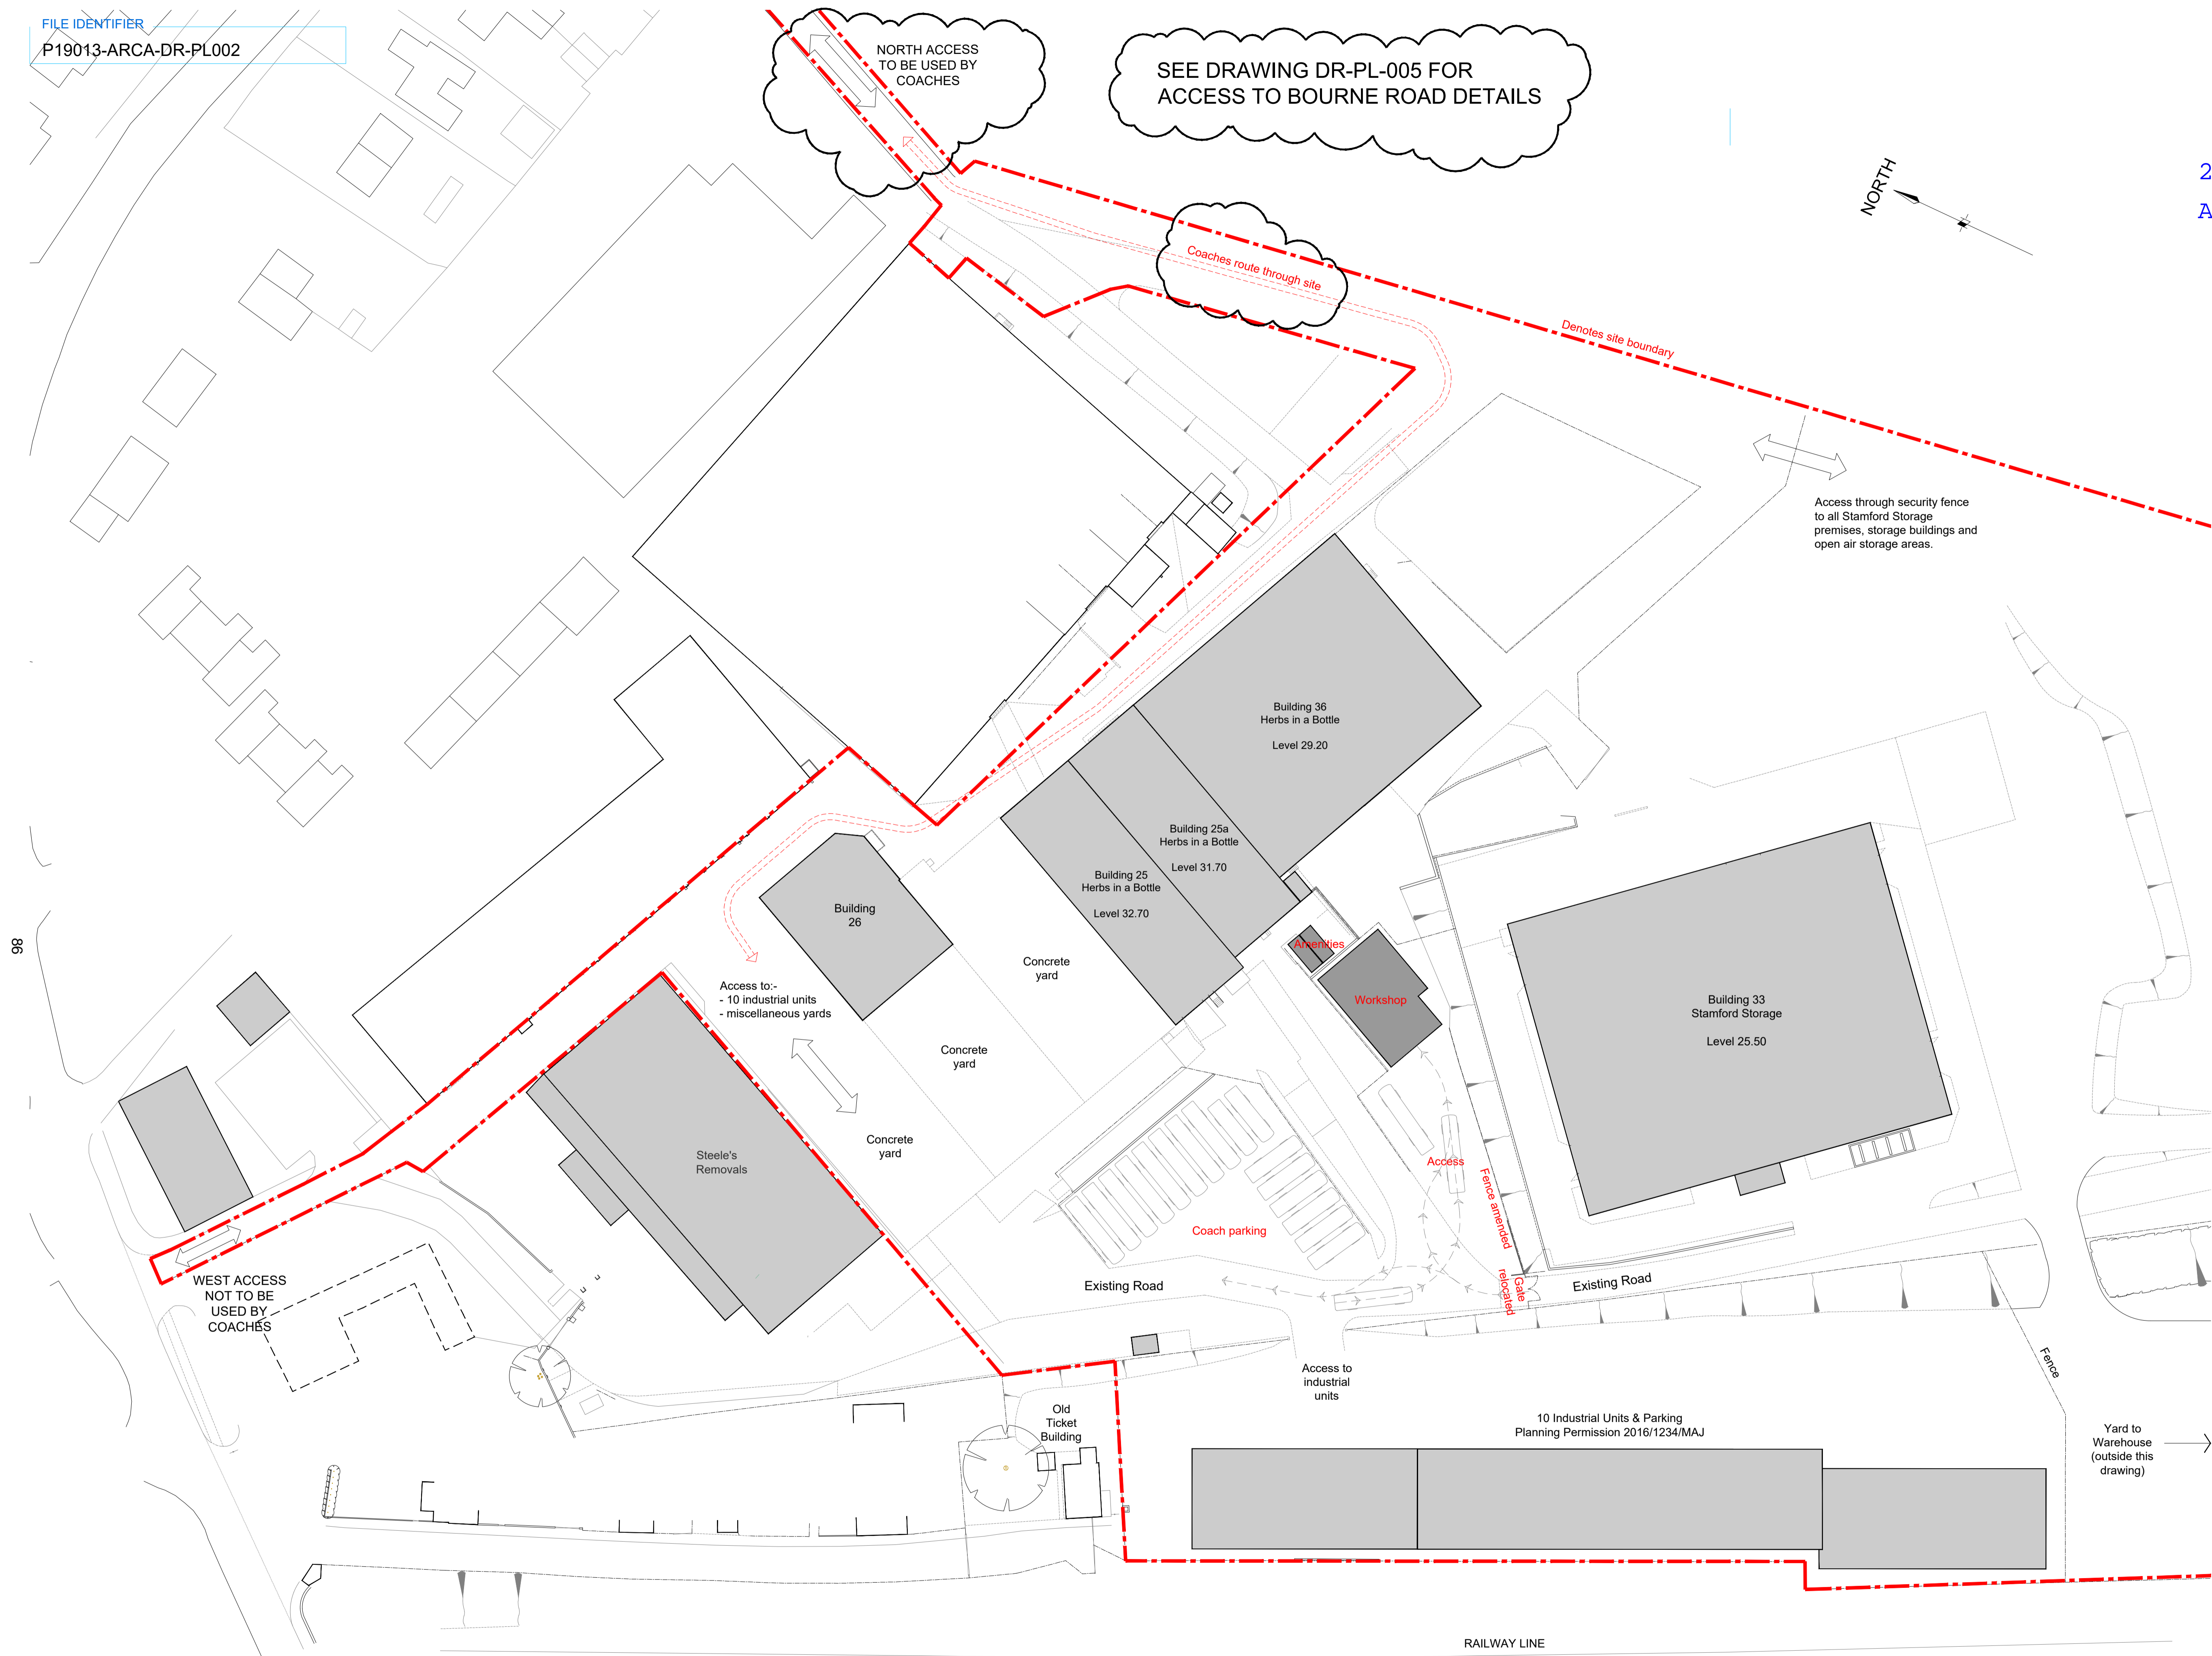 FILE IDENTIFIER
P19013-ARCA-DR-PL002
NORTH ACCESS
TO BE USED BY
COACHES
SEE DRAWING DR-PL-005 FOR
ACCESS TO BOURNE ROAD DETAILS
NORTH
2
A
Coaches route through site
Denotes site boundary
Access through security fence
to all Stamford Storage
premises, storage buildings and
open air storage areas.
Building 36
Herbs in a Bottle
Level 29.20
Building 25a
Herbs in a Bottle
Level 31.70
Building 25
Herbs in a Bottle
Level 32.70
Building
26
Amenities
Workshop
Concrete
yard
Building 33
Stamford Storage
Level 25.50
86
Access to:-
- 10 industrial units
- miscellaneous yards
Concrete
yard
Concrete
yard
Steele's
Removals
Access
Fence amended
Coach parking
WEST ACCESS
NOT TO BE
USED BY
COACHES
Existing Road
Gate
relocated
Existing Road
Fence
Access to
industrial
units
Old
Ticket
Building
10 Industrial Units & Parking
Planning Permission 2016/1234/MAJ
Yard to
Warehouse
(outside this
drawing)
RAILWAY LINE